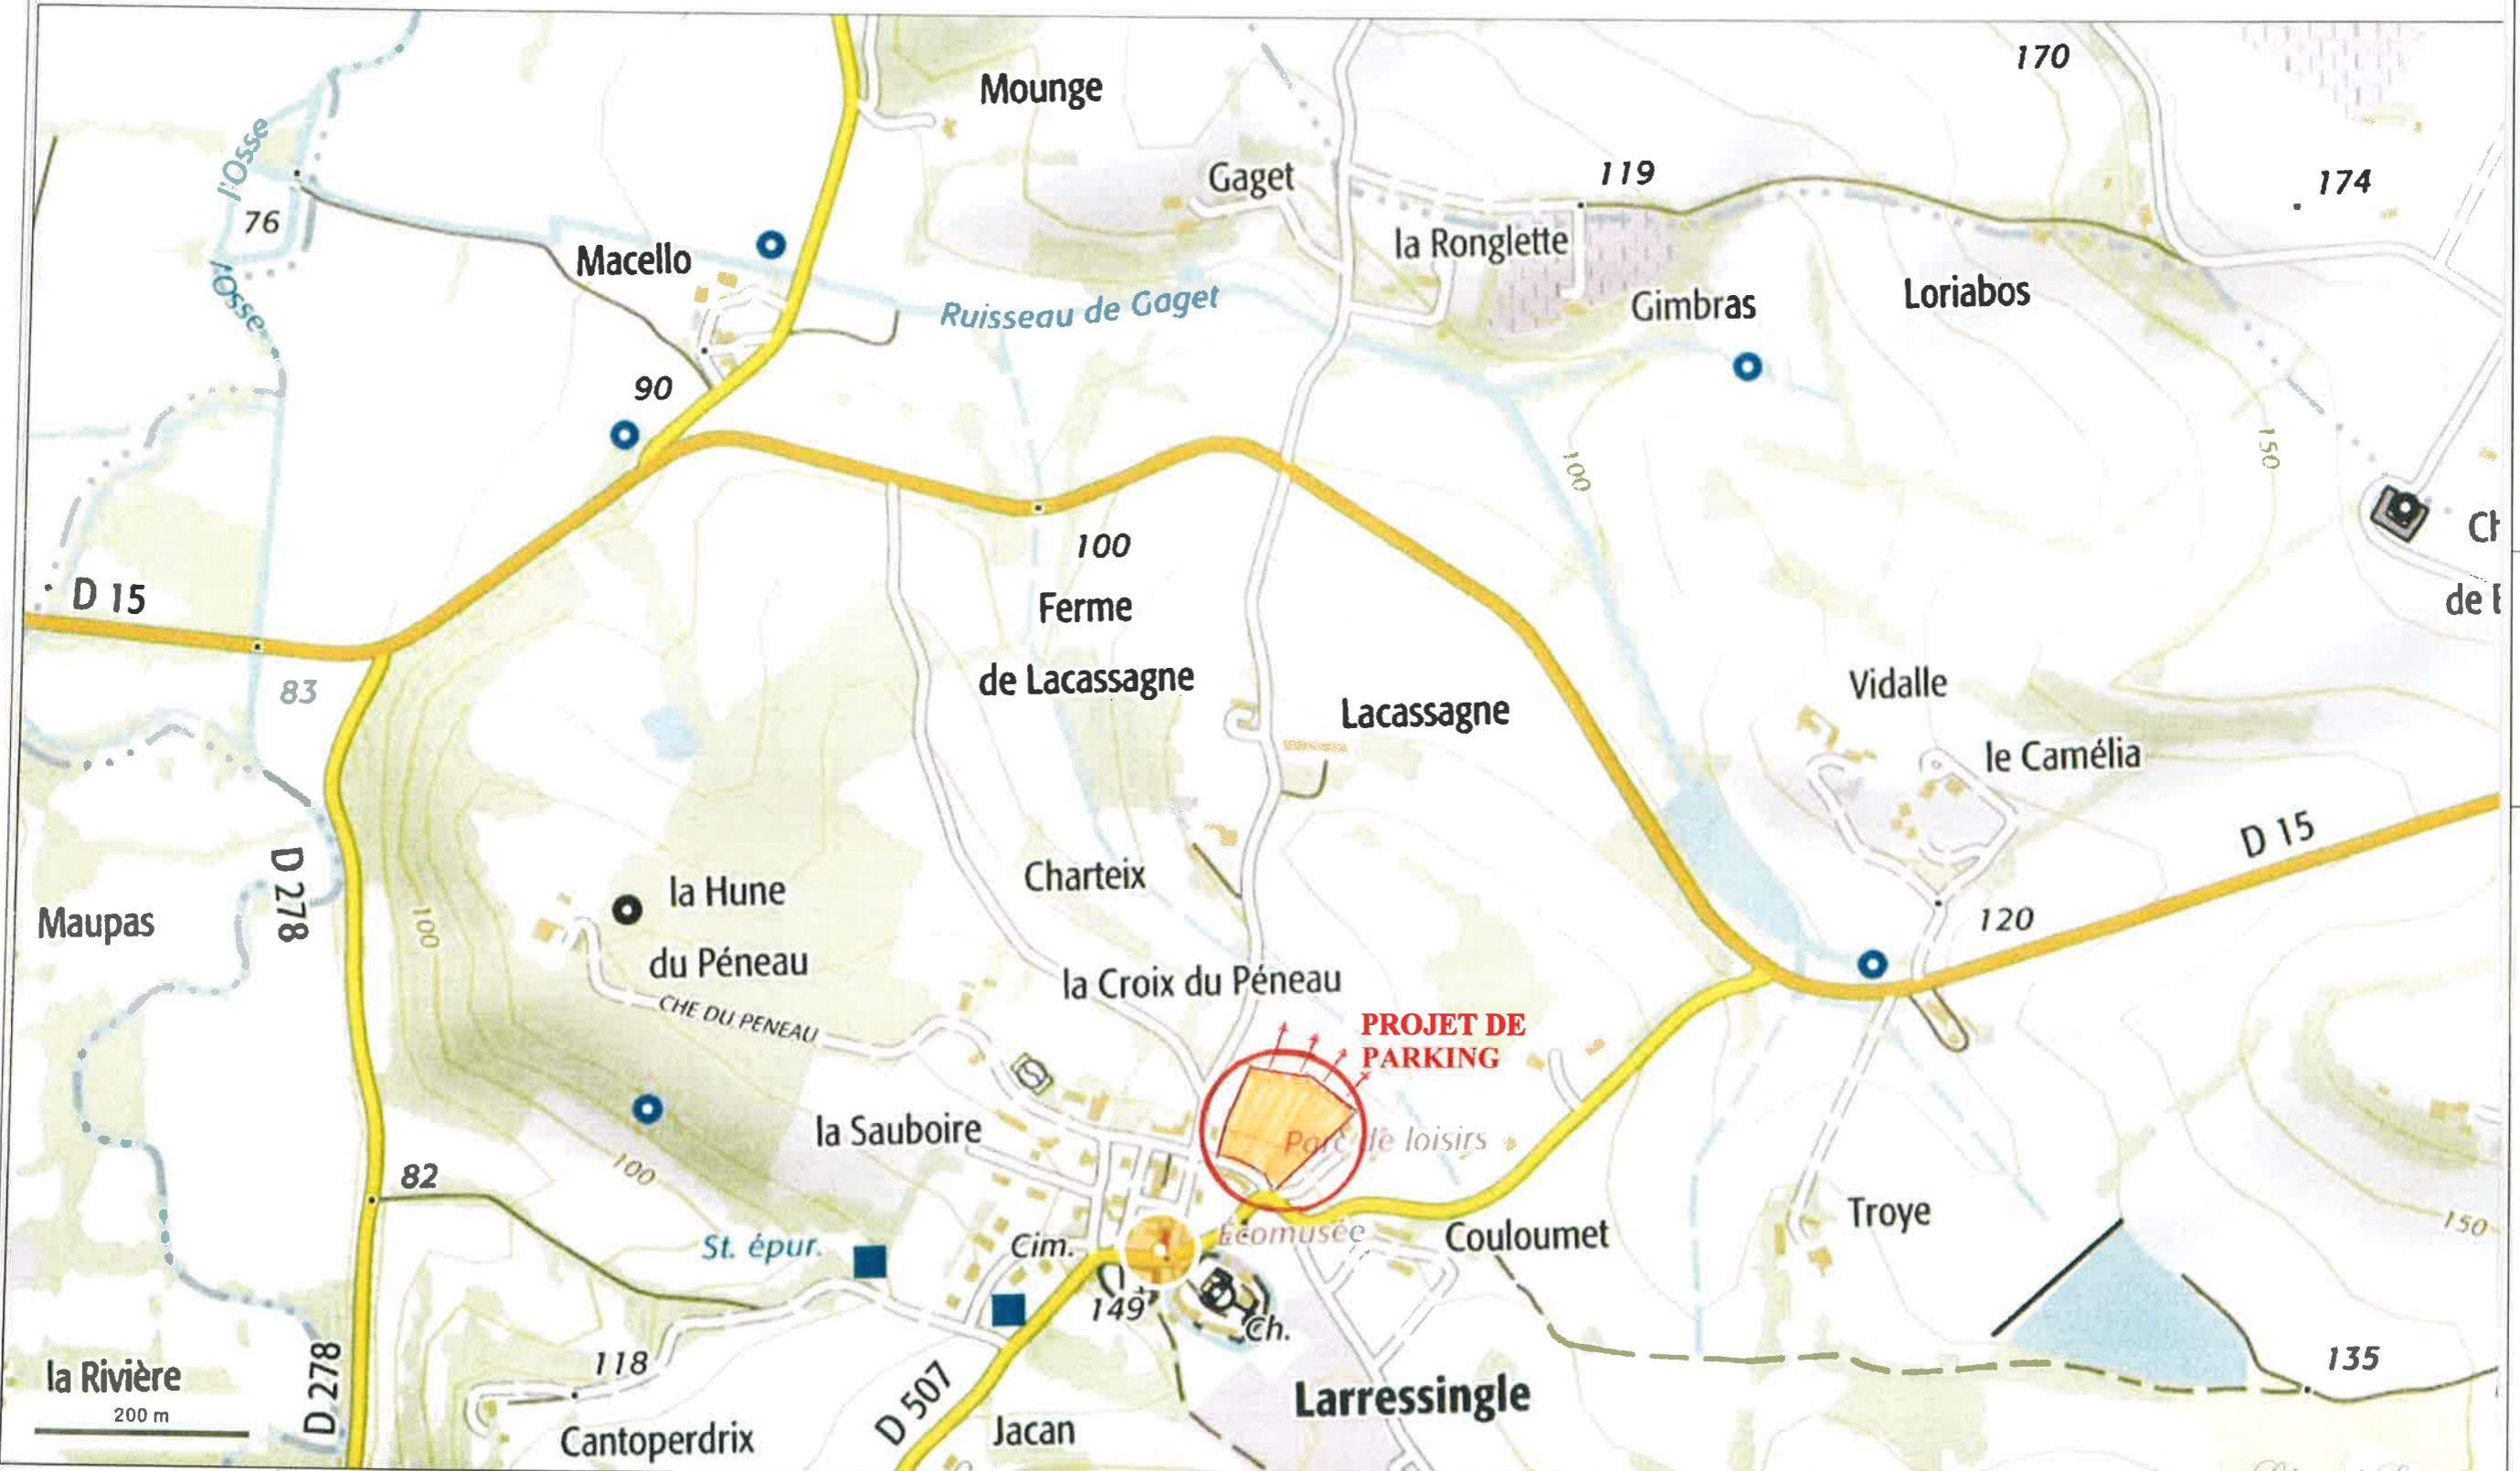 170
Mounge
l'Osse
Gaget
119
174
76
Macello
la Ronglette
l'Osse
Ruisseau de Gaget
Gimbras
Loriabos
90
100
150
Ch
100
D 15
Ferme
de Lacassagne
83
Lacassagne
Vidalle
le Camélia
D 15
D 278
100
la Hune
du Péneau
Charteix
Maupas
120
la Croix du Péneau
CHE DU PENEAU
PROJET DE
PARKING
la Sauboire
Parc de loisirs
100
82
Troye
150
St. épur.
Cim.
Écomusée
Couloumet
149
Ch.
118
135
la Rivière
200 m
D 278
D 507
Larressingle
Cantoperdrix
Jacan